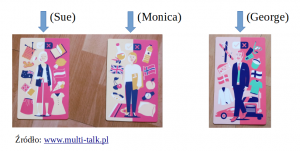 (Sue) (Monica) (George)
Źródło: www.multi-talk.pl